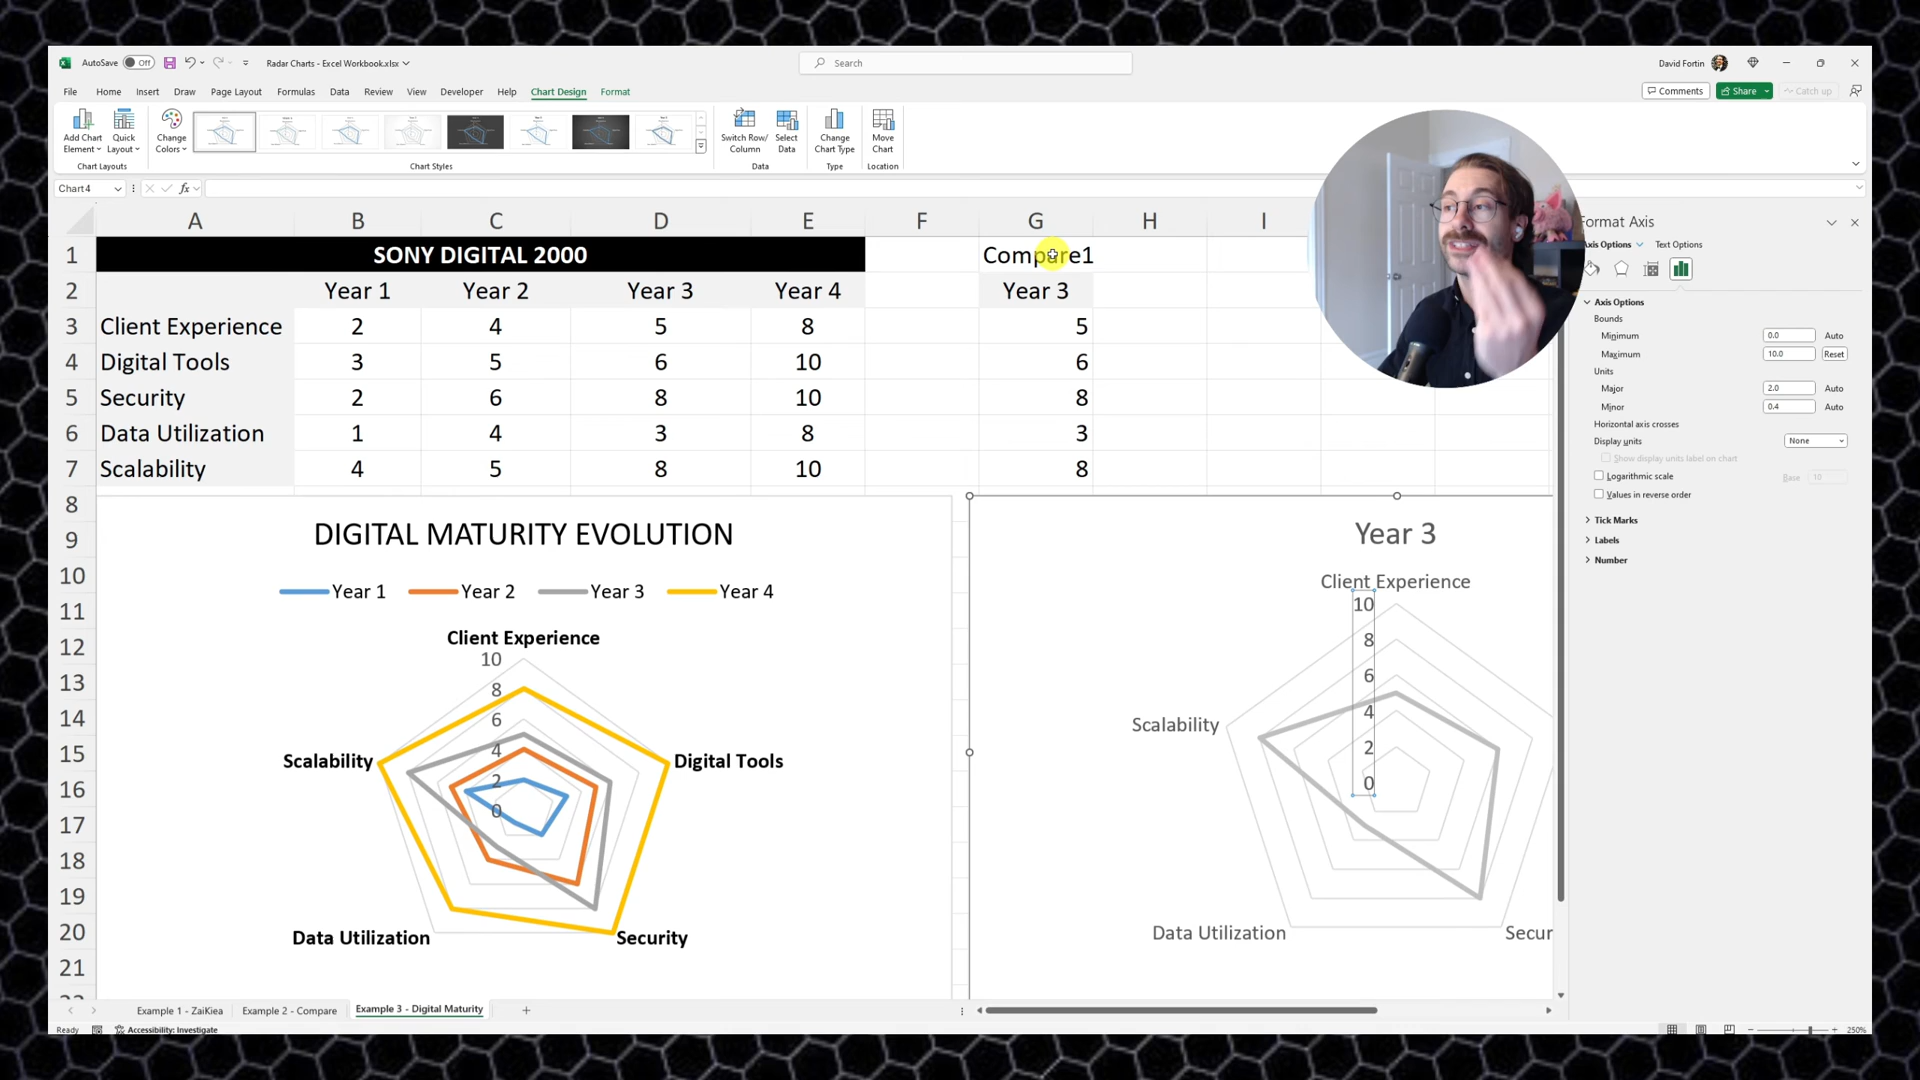 AutoSave Off Radar Charts - Excel Workbook.xlsx Search David Fortin
File Home Insert Draw Page Layout Formulas Data Review View Developer Help Chart Design Format Comments Share Catch up
Add Chart Element
Quick Layout
Change Colors
Switch Row/ Column
Select Data
Change Chart Type
Move Chart
Chart Layouts Chart Styles Data Type Location
Chart4 fx
A B C D E F G H I
1 SONY DIGITAL 2000 Compare1
2 Year 1 Year 2 Year 3 Year 4 Year 3
3 Client Experience 2 4 5 8 5
4 Digital Tools 3 5 6 10 6
5 Security 2 6 8 10 8
6 Data Utilization 1 4 3 8 3
7 Scalability 4 5 8 10 8
8
9
10
11
12
13
14
15
16
17
18
19
20
21
DIGITAL MATURITY EVOLUTION
Year 1 Year 2 Year 3 Year 4
Client Experience
10
8
6
4
2
0
Scalability Digital Tools
Data Utilization Security
Year 3
Client Experience
10
8
6
4
2
0
Scalability
Data Utilization Secur
Format Axis
Axis Options Text Options
Axis Options
Bounds
Minimum 0.0 Auto
Maximum 10.0 Reset
Units
Major 2.0 Auto
Minor 0.4 Auto
Horizontal axis crosses
Display units None
Show display units label on chart
Logarithmic scale Base 10
Values in reverse order
Tick Marks
Labels
Number
Example 1 - ZaiKiea Example 2 - Compare Example 3 - Digital Maturity
Ready Accessibility: Investigate 250%